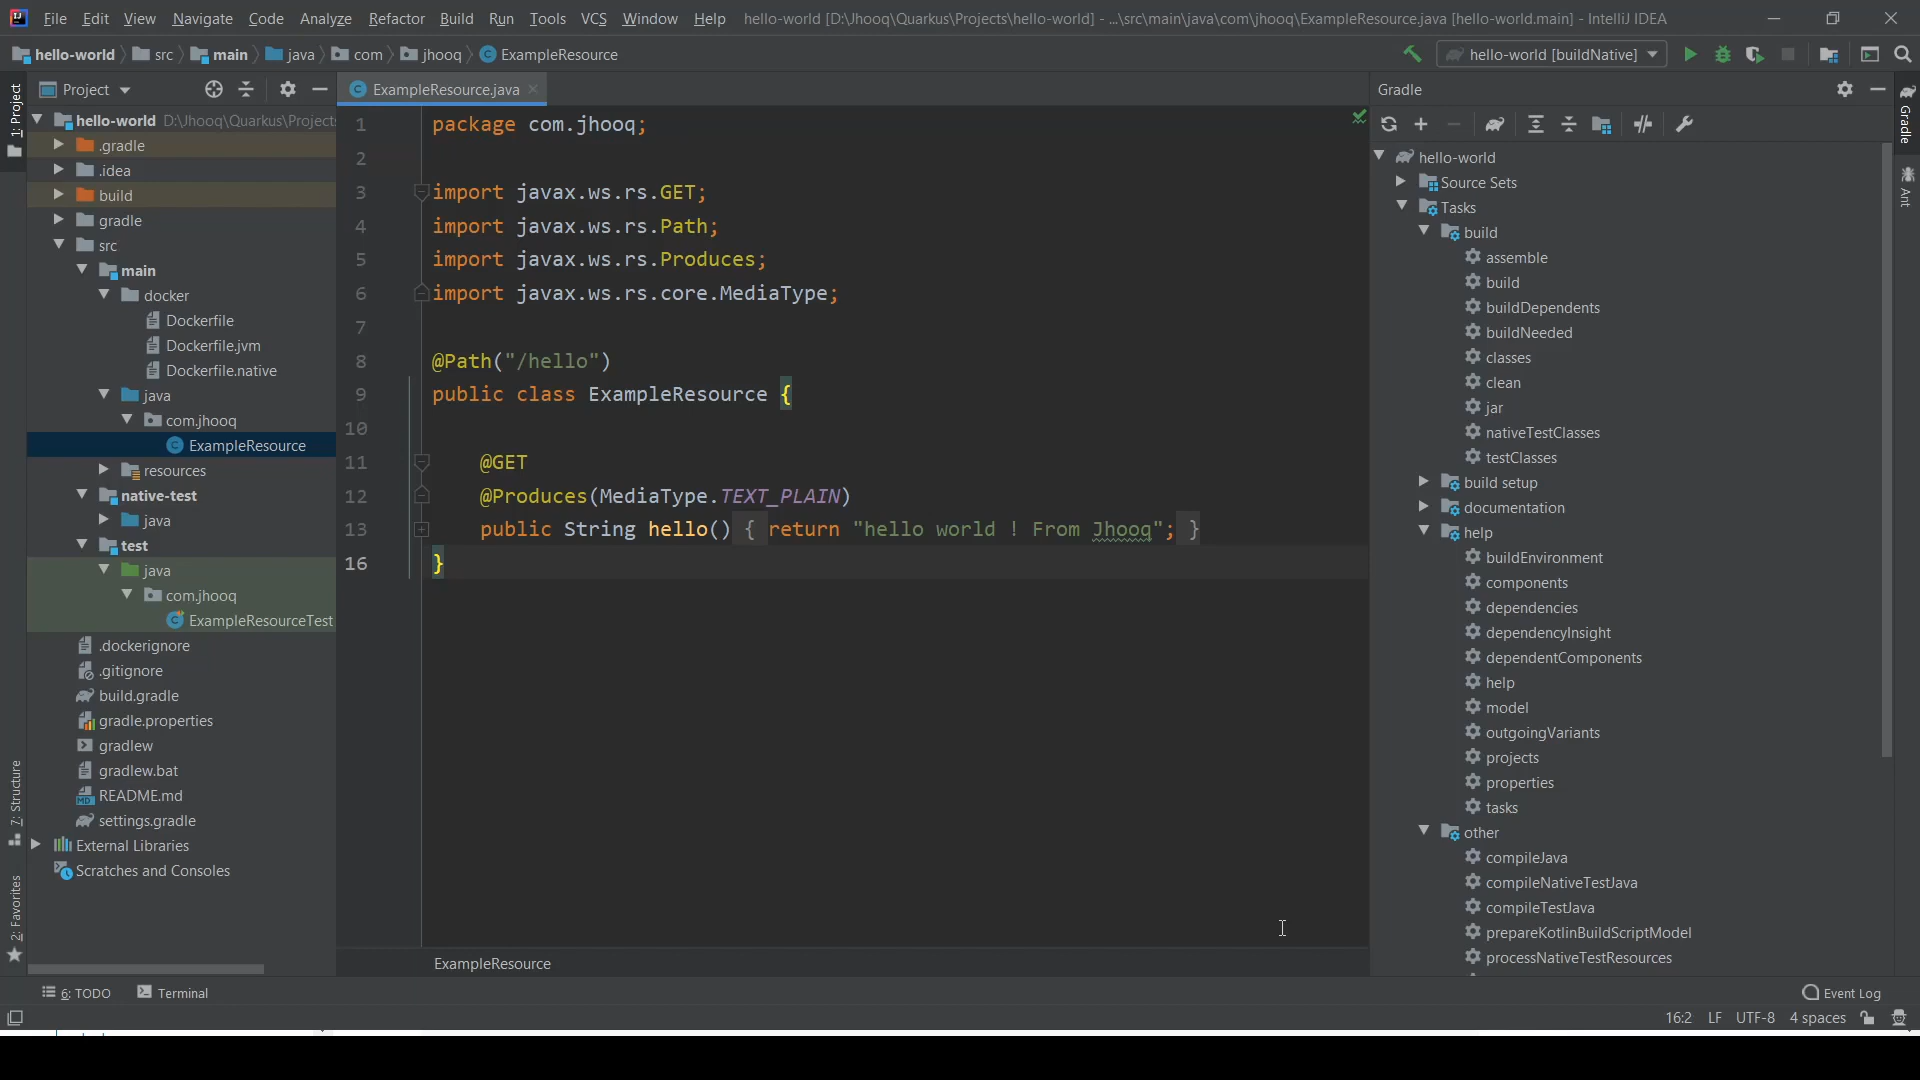 File Edit View Navigate Code Analyze Refactor Build Run Tools VCS Window Help hello-world [D:\Jhooq\Quarkus\Projects\hello-world] - ...\src\main\java\com\jhooq\ExampleResource.java [hello-world.main] - IntelliJ IDEA
hello-world src main java com jhooq ExampleResource hello-world [buildNative]
1: Project
Project
ExampleResource.java
Gradle
Gradle
Ant
hello-world D:\Jhooq\Quarkus\Projects
.gradle
.idea
build
gradle
src
main
docker
Dockerfile
Dockerfile.jvm
Dockerfile.native
java
com.jhooq
ExampleResource
resources
native-test
java
test
java
com.jhooq
ExampleResourceTest
.dockerignore
.gitignore
build.gradle
gradle.properties
gradlew
gradlew.bat
README.md
settings.gradle
External Libraries
Scratches and Consoles
7: Structure
2: Favorites
1 package com.jhooq;
2
3 import javax.ws.rs.GET;
4 import javax.ws.rs.Path;
5 import javax.ws.rs.Produces;
6 import javax.ws.rs.core.MediaType;
7
8 @Path("/hello")
9 public class ExampleResource {
10
11 @GET
12 @Produces(MediaType.TEXT_PLAIN)
13 public String hello() { return "hello world ! From Jhooq"; }
16 }
ExampleResource
hello-world
Source Sets
Tasks
build
assemble
build
buildDependents
buildNeeded
classes
clean
jar
nativeTestClasses
testClasses
build setup
documentation
help
buildEnvironment
components
dependencies
dependencyInsight
dependentComponents
help
model
outgoingVariants
projects
properties
tasks
other
compileJava
compileNativeTestJava
compileTestJava
prepareKotlinBuildScriptModel
processNativeTestResources
6: TODO Terminal Event Log
16:2 LF UTF-8 4 spaces